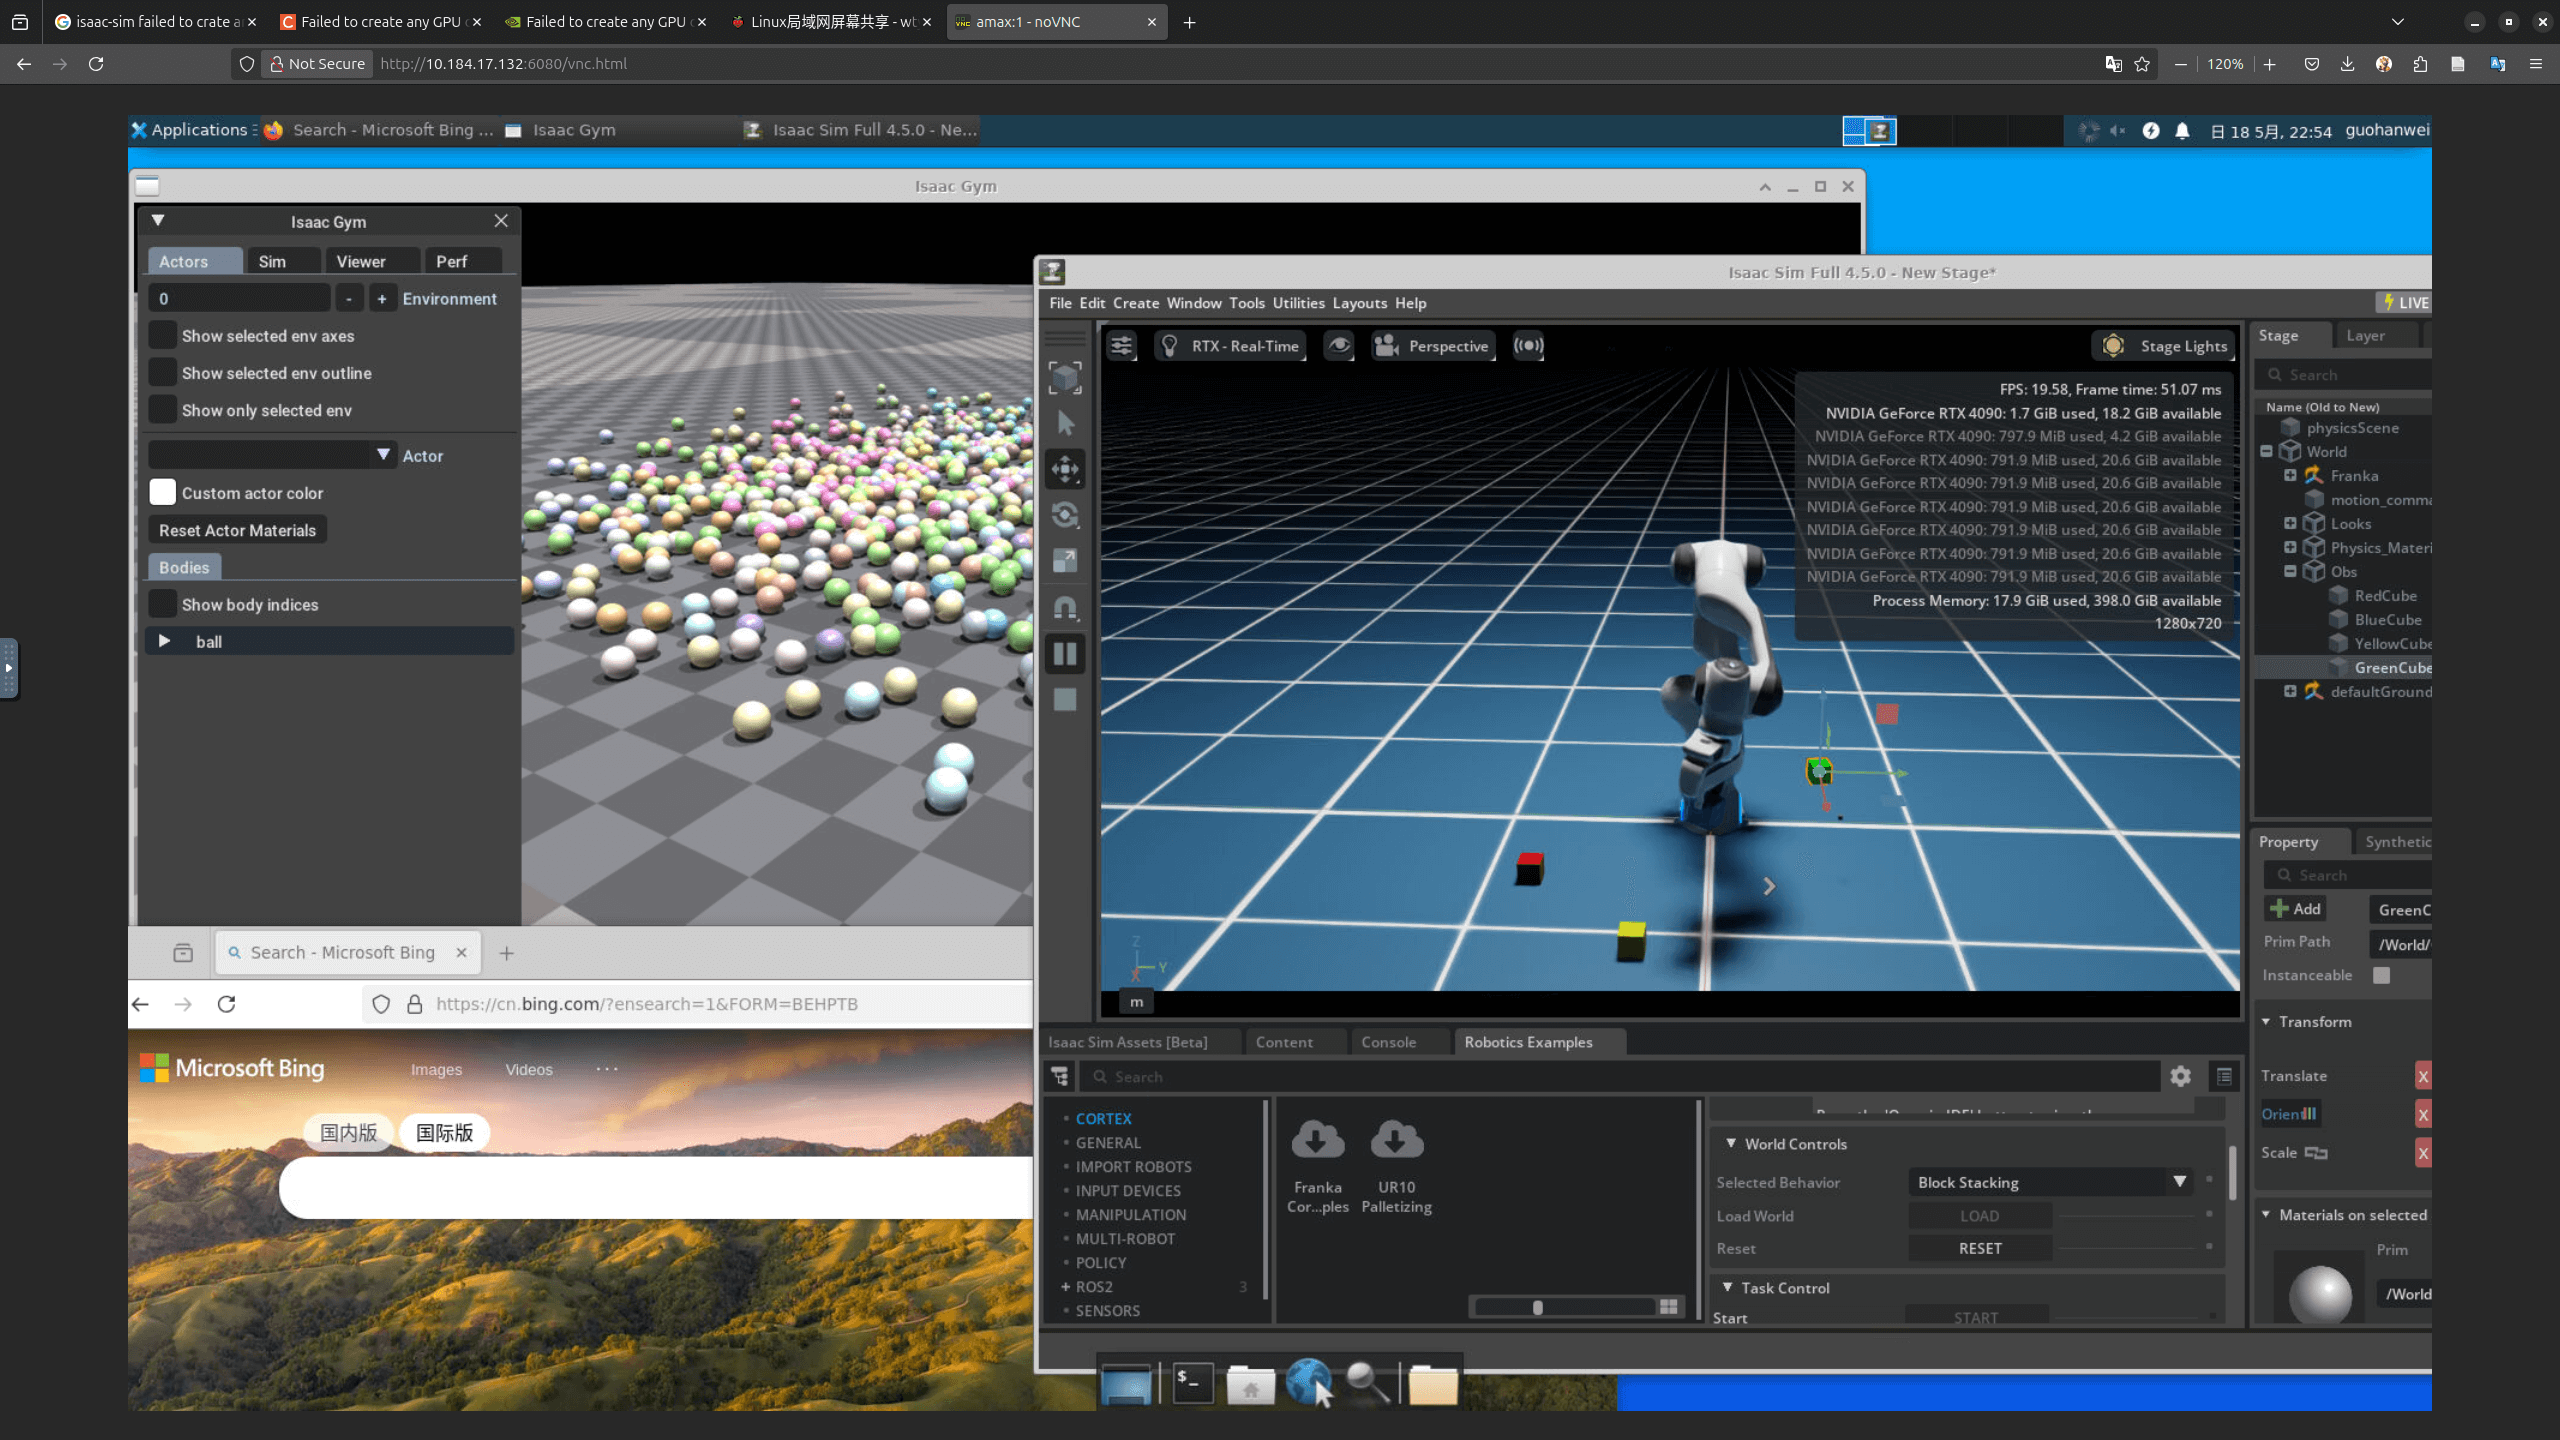 isaac-sim failed to crate a
Failed to create any GPU
Failed to create any GPU
Linux局域网屏幕共享 - wt
amax:1 - noVNC
Not Secure
http://10.184.17.132:6080/vnc.html
120%
Applications
Search - Microsoft Bing ...
Isaac Gym
Isaac Sim Full 4.5.0 - Ne...
日 18 5月, 22:54
guohanwei
Isaac Gym
Isaac Gym
Actors
Sim
Viewer
Perf
0
-
+
Environment
Show selected env axes
Show selected env outline
Show only selected env
Actor
Custom actor color
Reset Actor Materials
Bodies
Show body indices
ball
Search - Microsoft Bing
https://cn.bing.com/?ensearch=1&FORM=BEHPTB
Microsoft Bing
Images
Videos
...
国内版
国际版
Isaac Sim Full 4.5.0 - New Stage*
File Edit Create Window Tools Utilities Layouts Help
LIVE
RTX - Real-Time
Perspective
Stage Lights
FPS: 19.58, Frame time: 51.07 ms
NVIDIA GeForce RTX 4090: 1.7 GiB used, 18.2 GiB available
NVIDIA GeForce RTX 4090: 797.9 MiB used, 4.2 GiB available
NVIDIA GeForce RTX 4090: 791.9 MiB used, 20.6 GiB available
NVIDIA GeForce RTX 4090: 791.9 MiB used, 20.6 GiB available
NVIDIA GeForce RTX 4090: 791.9 MiB used, 20.6 GiB available
NVIDIA GeForce RTX 4090: 791.9 MiB used, 20.6 GiB available
NVIDIA GeForce RTX 4090: 791.9 MiB used, 20.6 GiB available
NVIDIA GeForce RTX 4090: 791.9 MiB used, 20.6 GiB available
Process Memory: 17.9 GiB used, 398.0 GiB available
1280x720
Z
Y
X
m
Stage
Layer
Search
Name (Old to New)
physicsScene
World
Franka
motion_comma
Looks
Physics_Materi
Obs
RedCube
BlueCube
YellowCube
GreenCube
defaultGround
Property
Synthetic
Search
Add
GreenC
Prim Path
/World/
Instanceable
Transform
Translate
X
Orient
X
Scale
X
Materials on selected
Prim
/World
Isaac Sim Assets [Beta]
Content
Console
Robotics Examples
Search
CORTEX
GENERAL
IMPORT ROBOTS
INPUT DEVICES
MANIPULATION
MULTI-ROBOT
POLICY
+ ROS2
3
SENSORS
Franka
Cor...ples
UR10
Palletizing
World Controls
Selected Behavior
Block Stacking
Load World
LOAD
Reset
RESET
Task Control
Start
START